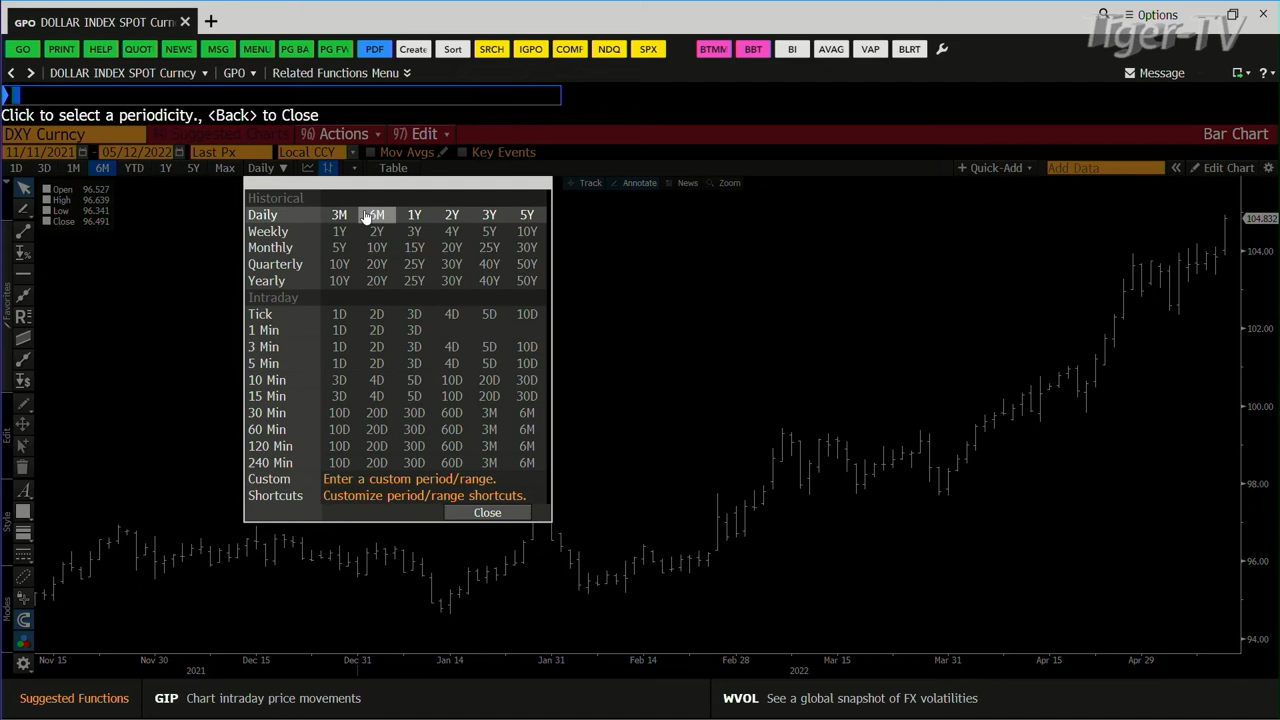 GPO DOLLAR INDEX SPOT Curn
Options
Tiger-TV
GO PRINT HELP QUOT NEWS MSG MENU PG BA PG FV PDF Create Sort SRCH IGPO COMF NDQ SPX BTMM BBT BI AVAG VAP BLRT
DOLLAR INDEX SPOT Curncy GPO Related Functions Menu Message ?
Click to select a periodicity., <Back> to Close
DXY Curncy 94) Suggested Charts 96) Actions 97) Edit Bar Chart
11/11/2021 - 05/12/2022 Last Px Local CCY Mov Avgs Key Events
1D 3D 1M 6M YTD 1Y 5Y Max Daily Table + Quick-Add Add Data Edit Chart
Track Annotate News Zoom
Open 96.527
High 96.639
Low 96.341
Close 96.491
Historical
Daily 3M 6M 1Y 2Y 3Y 5Y
Weekly 1Y 2Y 3Y 4Y 5Y 10Y
Monthly 5Y 10Y 15Y 20Y 25Y 30Y
Quarterly 10Y 20Y 25Y 30Y 40Y 50Y
Yearly 10Y 20Y 25Y 30Y 40Y 50Y
Intraday
Tick 1D 2D 3D 4D 5D 10D
1 Min 1D 2D 3D
3 Min 1D 2D 3D 4D 5D 10D
5 Min 1D 2D 3D 4D 5D 10D
10 Min 3D 4D 5D 10D 20D 30D
15 Min 3D 4D 5D 10D 20D 30D
30 Min 10D 20D 30D 60D 3M 6M
60 Min 10D 20D 30D 60D 3M 6M
120 Min 10D 20D 30D 60D 3M 6M
240 Min 10D 20D 30D 60D 3M 6M
Custom Enter a custom period/range.
Shortcuts Customize period/range shortcuts.
Close
104.832
104.00
102.00
100.00
98.00
96.00
94.00
Favorites
Edit
Style
Modes
Nov 15 Nov 30 Dec 15 Dec 31 Jan 14 Jan 31 Feb 14 Feb 28 Mar 15 Mar 31 Apr 15 Apr 29
2021 2022
Suggested Functions GIP Chart intraday price movements WVOL See a global snapshot of FX volatilities